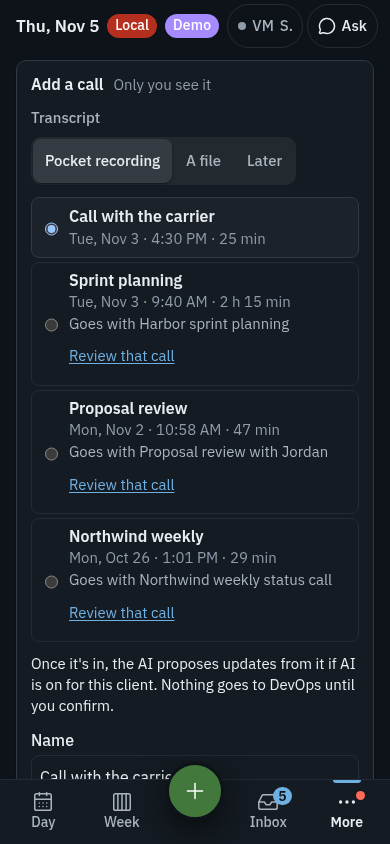 Thu, Nov 5 Local Demo VM S. Ask
Add a call Only you see it
Transcript
Pocket recording A file Later
Call with the carrier
Tue, Nov 3 · 4:30 PM · 25 min
Sprint planning
Tue, Nov 3 · 9:40 AM · 2 h 15 min
Goes with Harbor sprint planning
Review that call
Proposal review
Mon, Nov 2 · 10:58 AM · 47 min
Goes with Proposal review with Jordan
Review that call
Northwind weekly
Mon, Oct 26 · 1:01 PM · 29 min
Goes with Northwind weekly status call
Review that call
Once it's in, the AI proposes updates from it if AI
is on for this client. Nothing goes to DevOps until
you confirm.
Name
Call with the carrie
Day Week Inbox 5 More